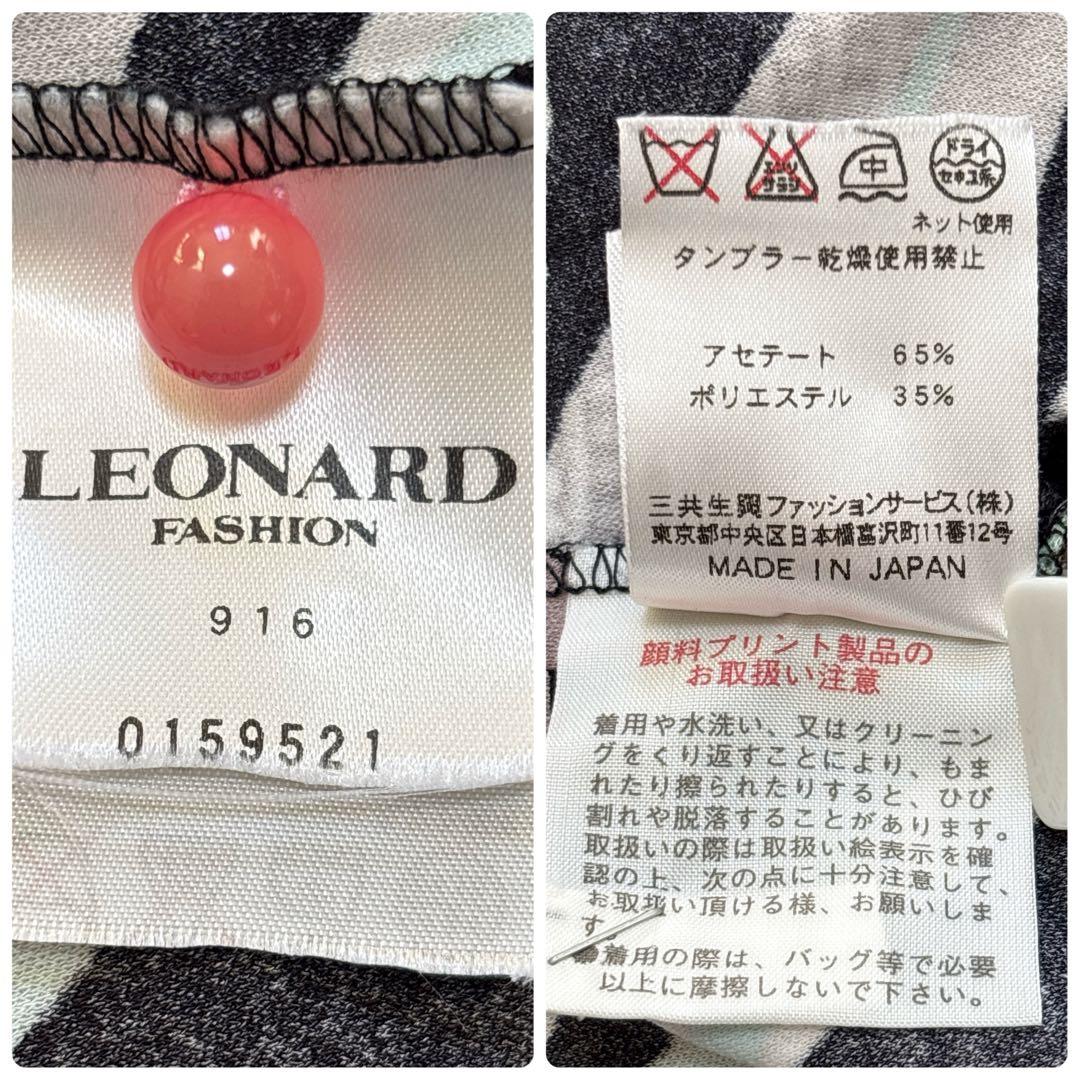 LEONARD
FASHION
916
0159521
エンソ
サラシ
中
ドライ
セキユ系
ネット使用
タンブラー乾燥使用禁止
アセテート 65%
ポリエステル 35%
三共生興ファッションサービス(株)
東京都中央区日本橋富沢町11番12号
MADE IN JAPAN
顔料プリント製品の
お取扱い注意
着用や水洗い、又はクリーニン
グをくり返すことにより、もま
れたり擦られたりすると、ひび
割れや脱落することがあります。
取扱いの際は取扱い絵表示を確
認の上、次の点に十分注意して、
お取扱い頂ける様、お願いしま
す
●着用の際は、バッグ等で必要
以上に摩擦しないで下さい。